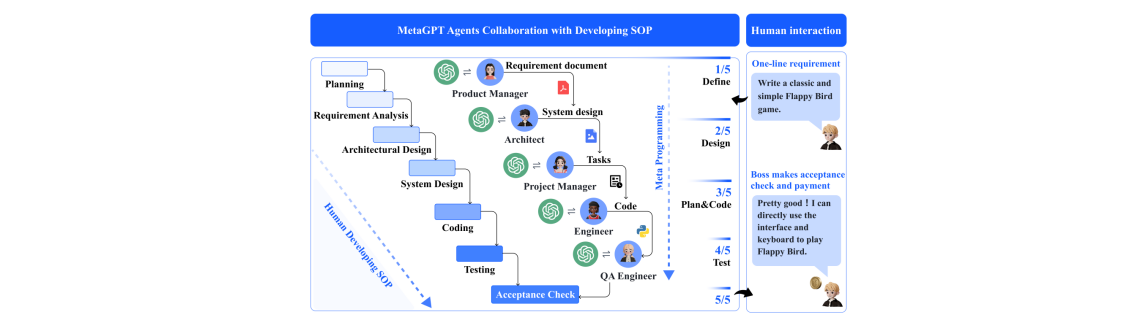 MetaGPT Agents Collaboration with Developing SOP
Human interaction
Planning
Requirement Analysis
Architectural Design
System Design
Coding
Testing
Human Developing SOP
Requirement document
Product Manager
System design
Architect
Tasks
Project Manager
Code
Engineer
QA Engineer
Acceptance Check
Meta Programming
1/5
Define
2/5
Design
3/5
Plan&Code
4/5
Test
5/5
One-line requirement
Write a classic and
simple Flappy Bird
game.
Boss makes acceptance
check and payment
Pretty good ! I can
directly use the
interface and
keyboard to play
Flappy Bird.